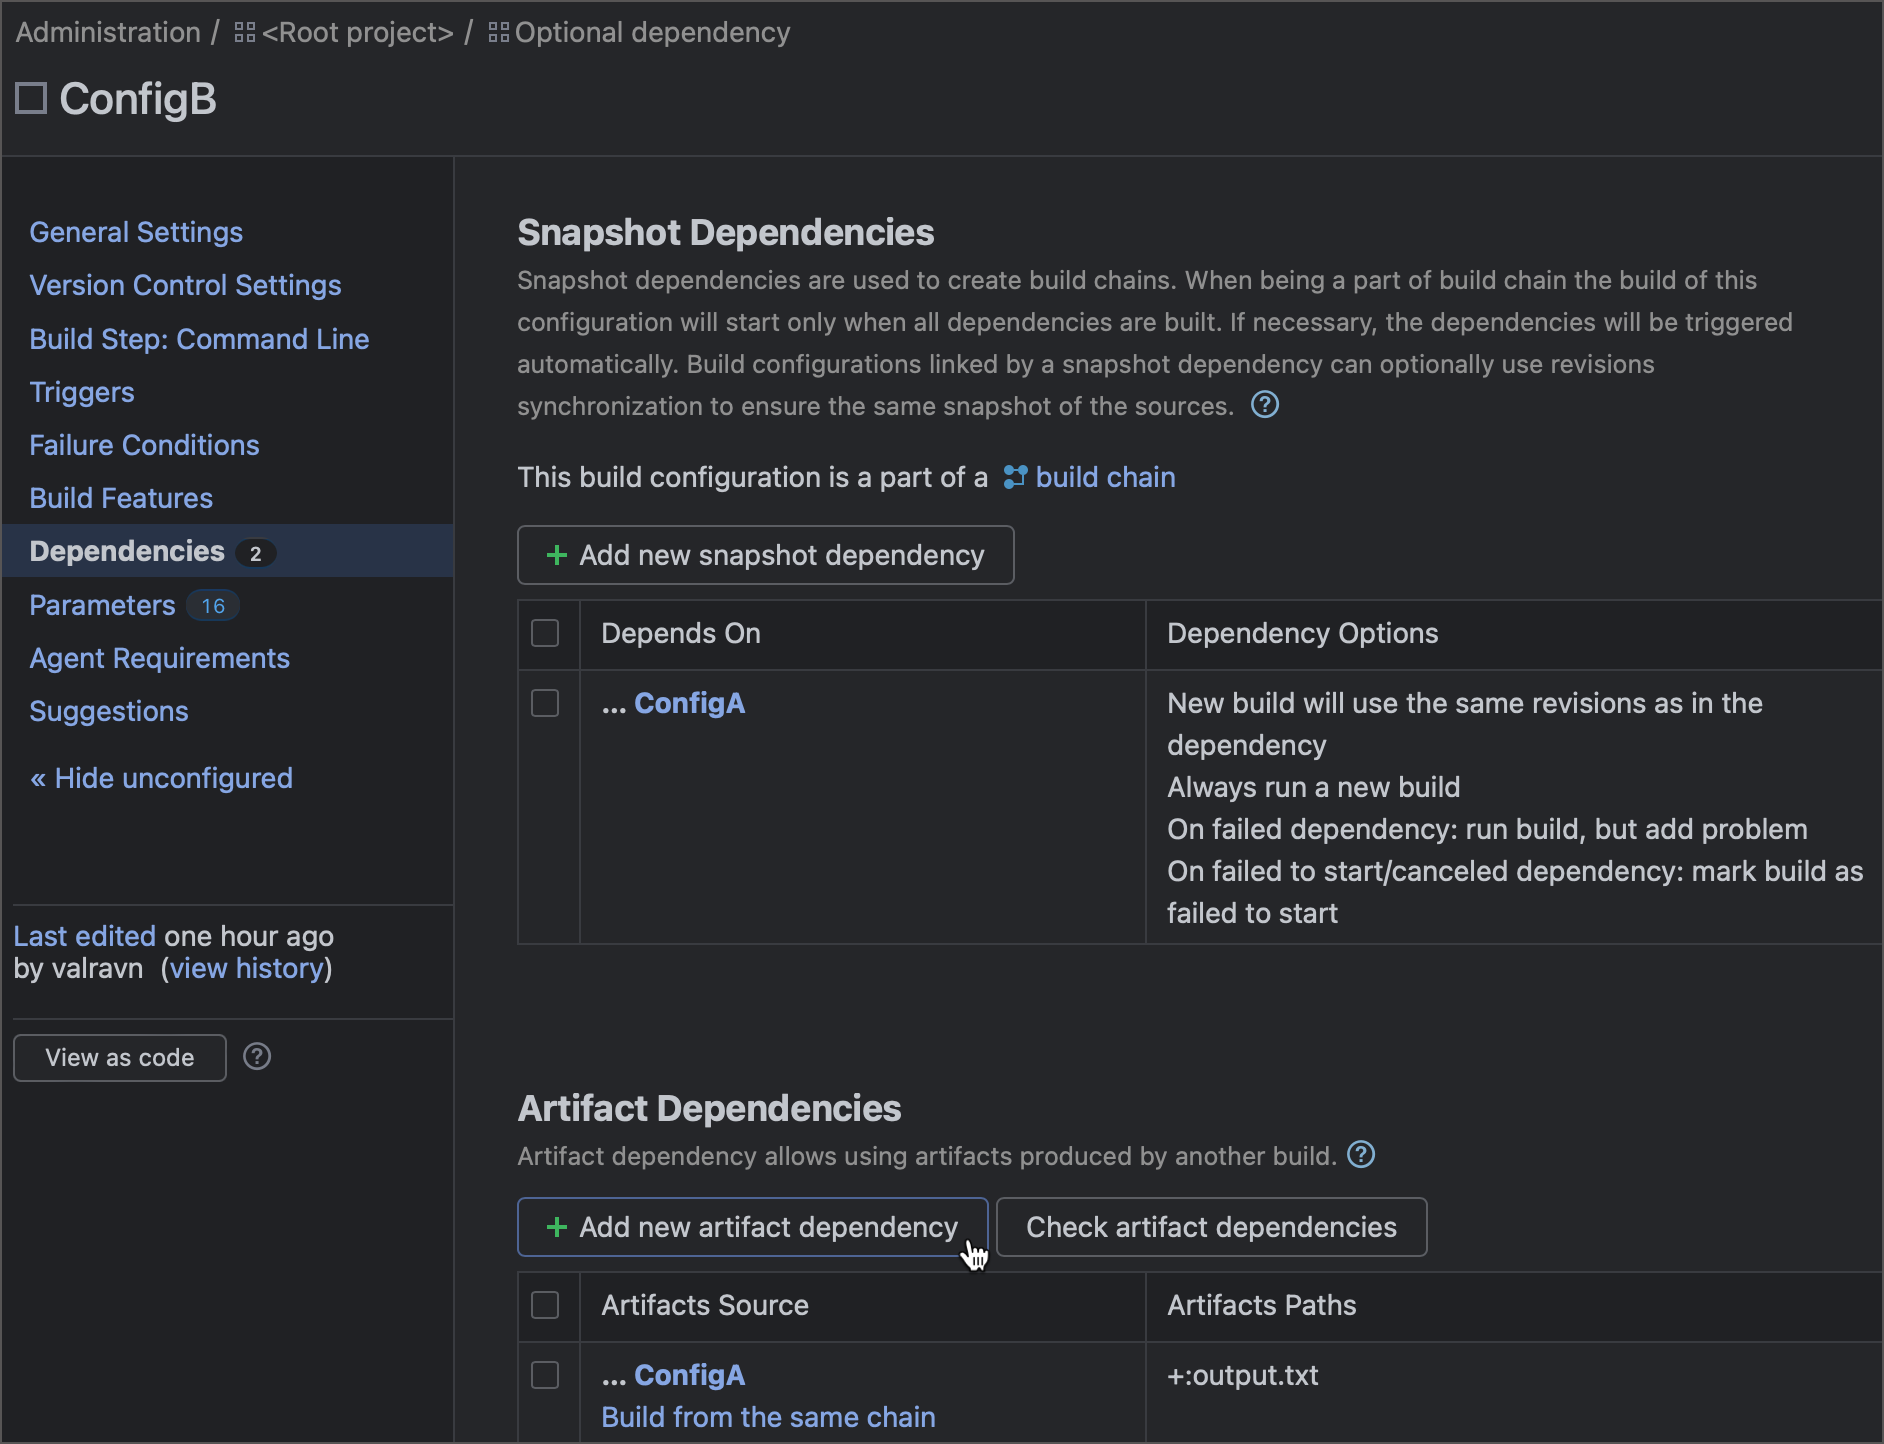 Administration / <Root project> / Optional dependency
ConfigB
General Settings
Version Control Settings
Build Step: Command Line
Triggers
Failure Conditions
Build Features
Dependencies 2
Parameters 16
Agent Requirements
Suggestions
« Hide unconfigured
Last edited one hour ago
by valravn (view history)
View as code ?
Snapshot Dependencies
Snapshot dependencies are used to create build chains. When being a part of build chain the build of this
configuration will start only when all dependencies are built. If necessary, the dependencies will be triggered
automatically. Build configurations linked by a snapshot dependency can optionally use revisions
synchronization to ensure the same snapshot of the sources. ?
This build configuration is a part of a build chain
+ Add new snapshot dependency
Depends On
Dependency Options
... ConfigA
New build will use the same revisions as in the
dependency
Always run a new build
On failed dependency: run build, but add problem
On failed to start/canceled dependency: mark build as
failed to start
Artifact Dependencies
Artifact dependency allows using artifacts produced by another build. ?
+ Add new artifact dependency
Check artifact dependencies
Artifacts Source
Artifacts Paths
... ConfigA
+:output.txt
Build from the same chain